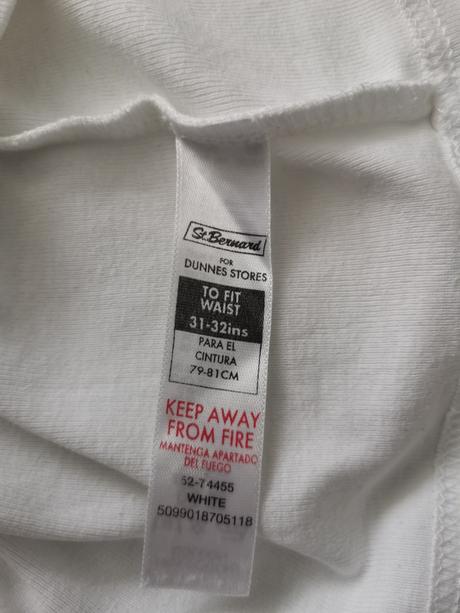 St.Bernard
FOR
DUNNES STORES
TO FIT
WAIST
31-32ins
PARA EL
CINTURA
79-81CM
KEEP AWAY
FROM FIRE
MANTENGA APARTADO
DEL FUEGO
52-74455
WHITE
5099018705118